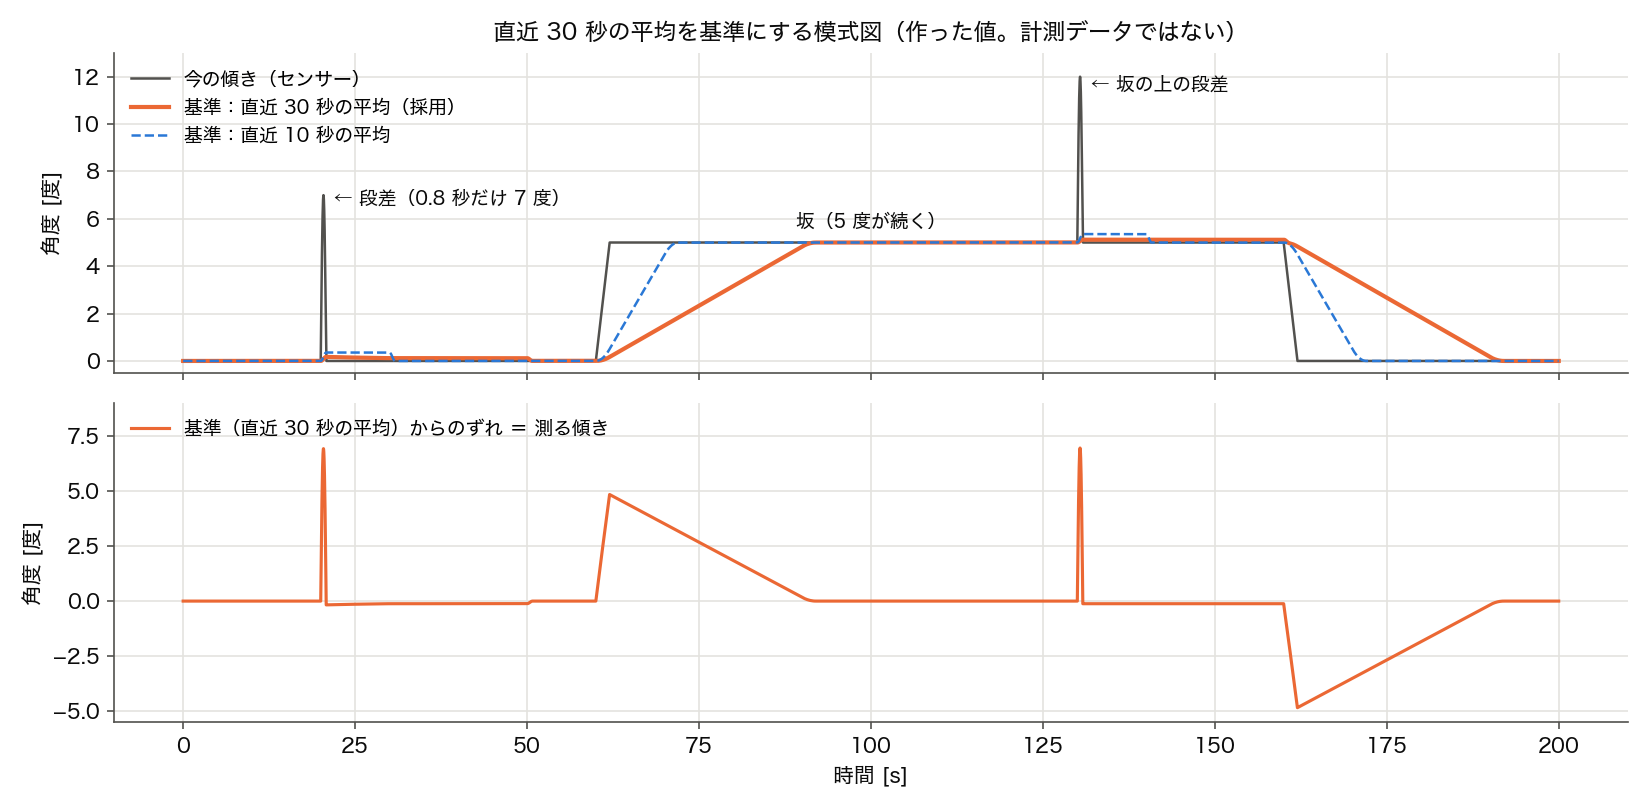 直近 30 秒の平均を基準にする模式図（作った値。計測データではない）
今の傾き（センサー）
基準：直近 30 秒の平均（採用）
基準：直近 10 秒の平均
← 坂の上の段差
← 段差（0.8 秒だけ 7 度）
坂（5 度が続く）
角度 [度]
12
10
8
6
4
2
0
基準（直近 30 秒の平均）からのずれ ＝ 測る傾き
角度 [度]
7.5
5.0
2.5
0.0
−2.5
−5.0
0 25 50 75 100 125 150 175 200
時間 [s]